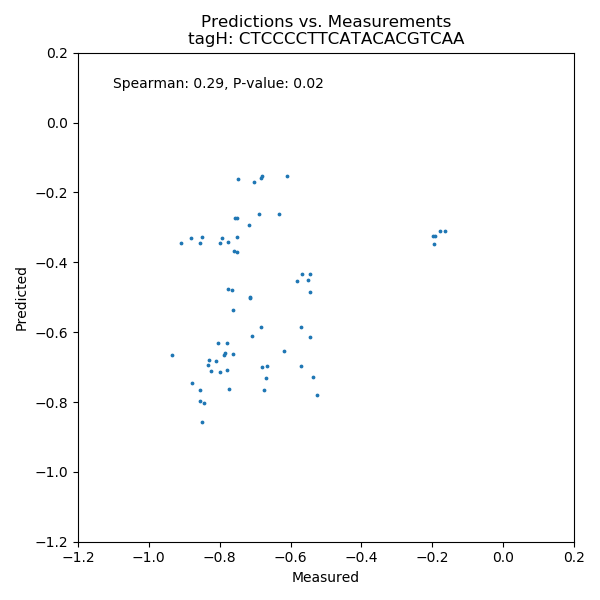 Predictions vs. Measurements
tagH: CTCCCCTTCATACACGTCAA
Spearman: 0.29, P-value: 0.02
0.2
0.0
−0.2
−0.4
−0.6
−0.8
−1.0
−1.2
Predicted
−1.2 −1.0 −0.8 −0.6 −0.4 −0.2 0.0 0.2
Measured